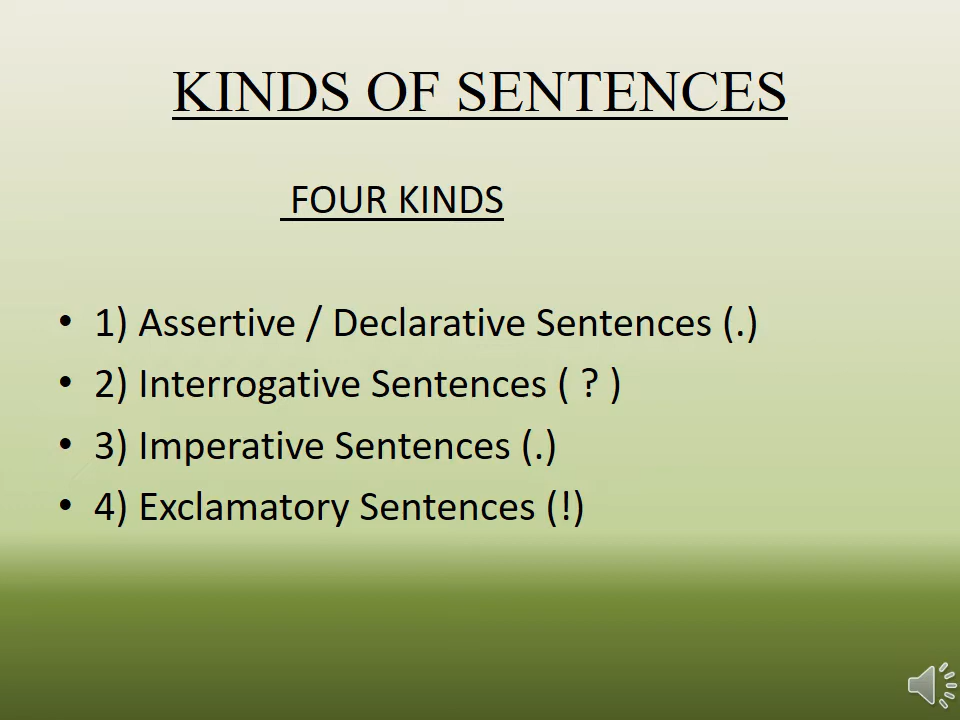 KINDS OF SENTENCES
FOUR KINDS
• 1) Assertive / Declarative Sentences (.)
• 2) Interrogative Sentences ( ? )
• 3) Imperative Sentences (.)
• 4) Exclamatory Sentences (!)